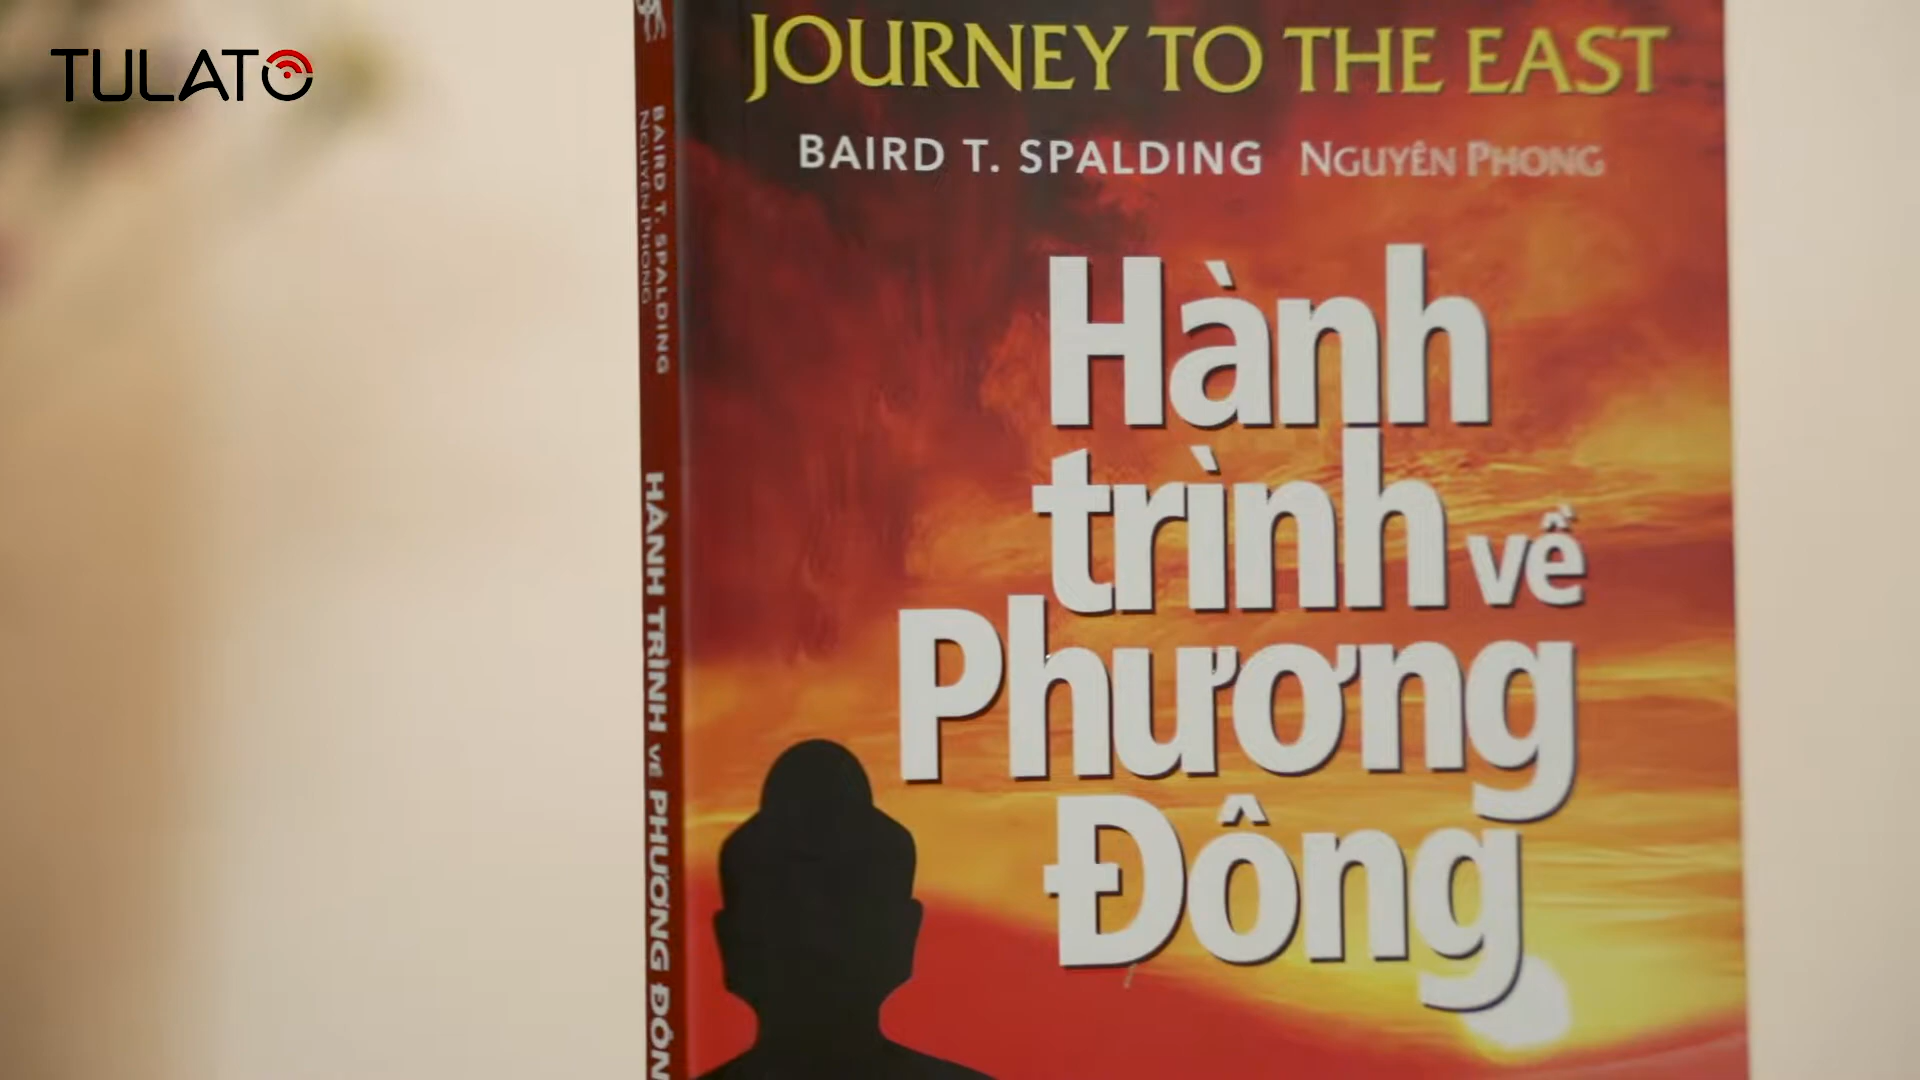 TULATO
JOURNEY TO THE EAST
BAIRD T. SPALDING NGUYÊN PHONG
Hành
trình về
Phương
Đông
BAIRD T. SPALDING
NGUYÊN PHONG
HÀNH TRÌNH VỀ PHƯƠNG ĐÔN